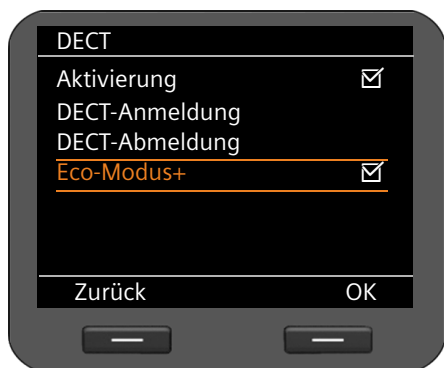 DECT
Aktivierung
DECT-Anmeldung
DECT-Abmeldung
Eco-Modus+
Zurück OK